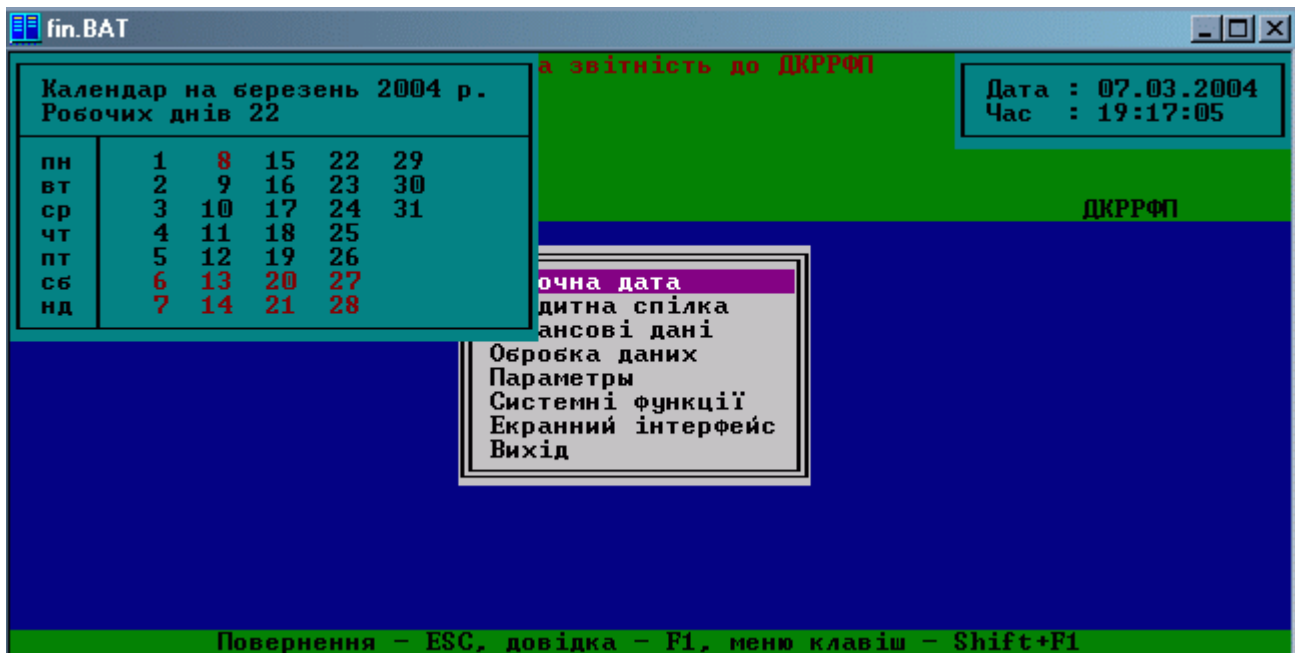 fin.BAT
а звітність до ДКРРФП
Календар на березень 2004 р.
Робочих днів 22
Дата : 07.03.2004
Час : 19:17:05
пн 1 8 15 22 29
вт 2 9 16 23 30
ср 3 10 17 24 31
чт 4 11 18 25
пт 5 12 19 26
сб 6 13 20 27
нд 7 14 21 28
ДКРРФП
очна дата
дитна спілка
ансові дані
Обробка даних
Параметры
Системні функції
Екранний інтерфейс
Вихід
Повернення – ESC, довідка – F1, меню клавіш – Shift+F1